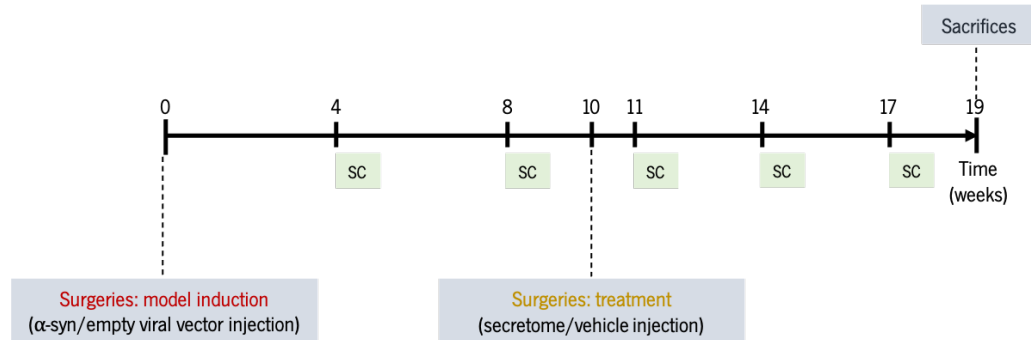 Sacrifices
0 4 8 10 11 14 17 19
SC SC SC SC SC
Time
(weeks)
Surgeries: model induction
(α-syn/empty viral vector injection)
Surgeries: treatment
(secretome/vehicle injection)